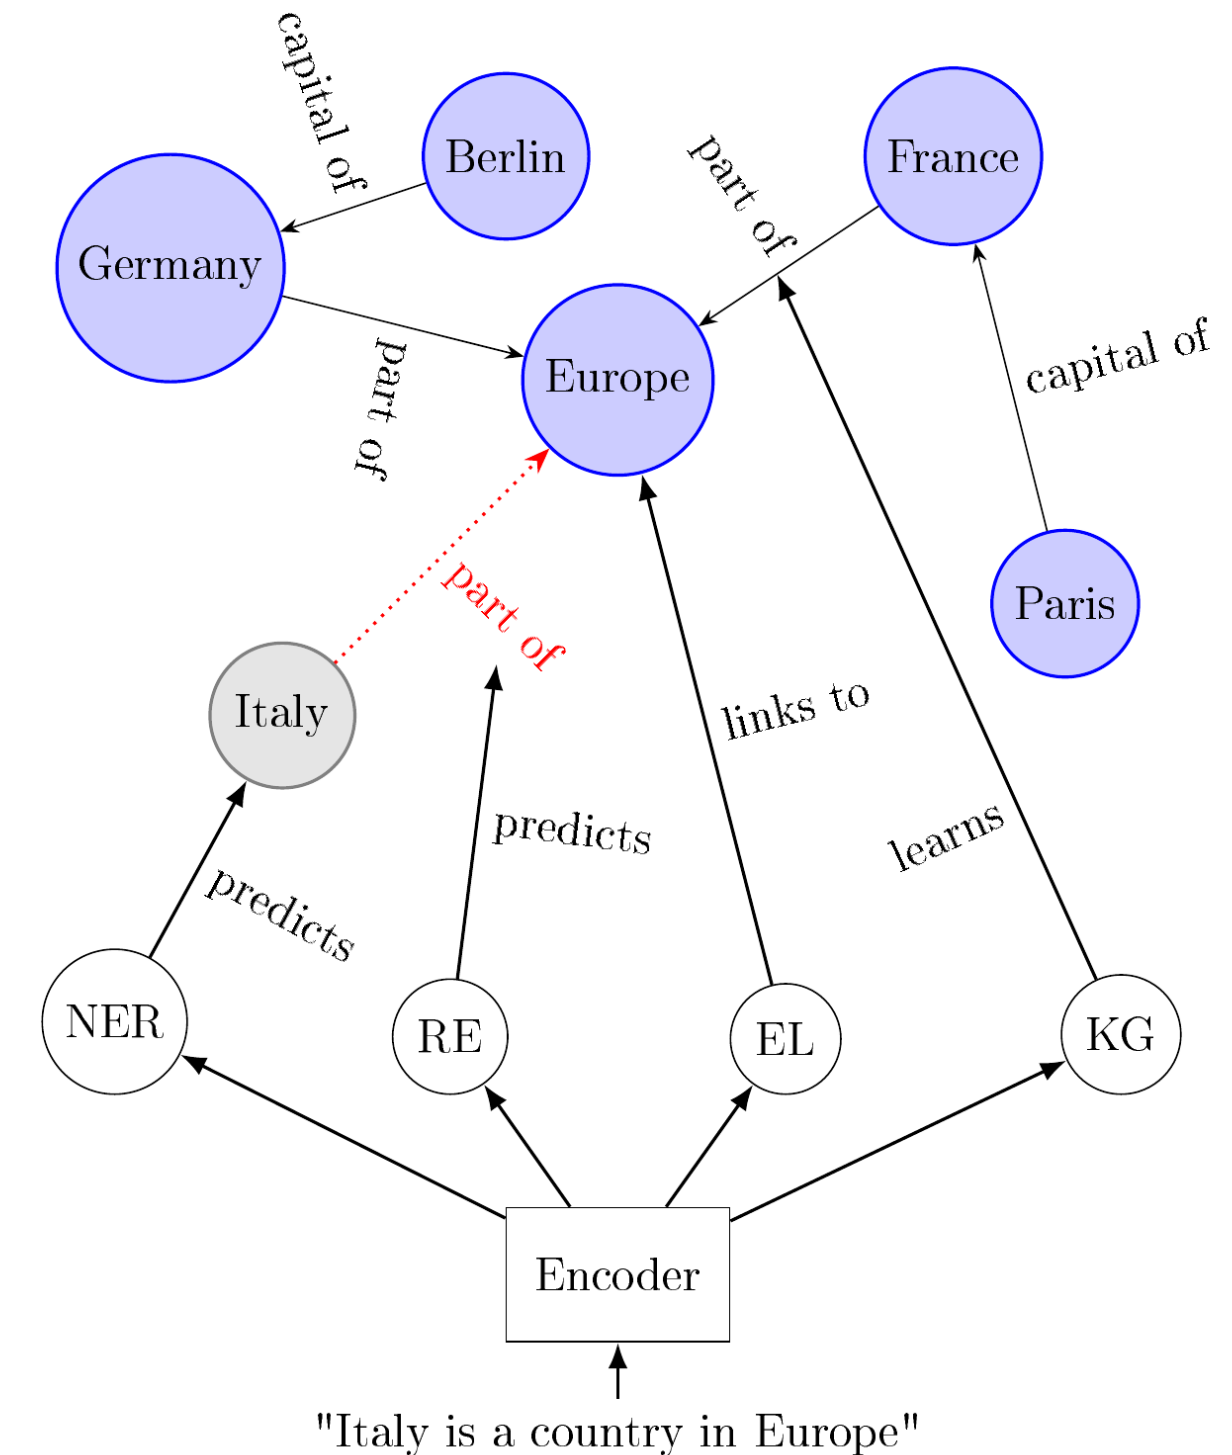 capital of
Berlin
France
part of
Germany
Europe
part of
capital of
part of
Paris
Italy
links to
predicts
learns
predicts
NER
RE
EL
KG
Encoder
"Italy is a country in Europe"